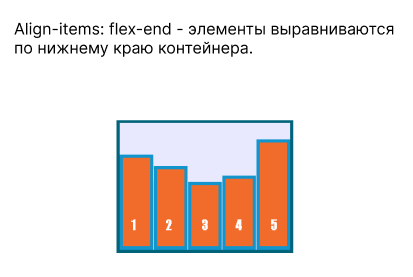 Align-items: flex-end - элементы выравниваются
по нижнему краю контейнера.
1 2 3 4 5